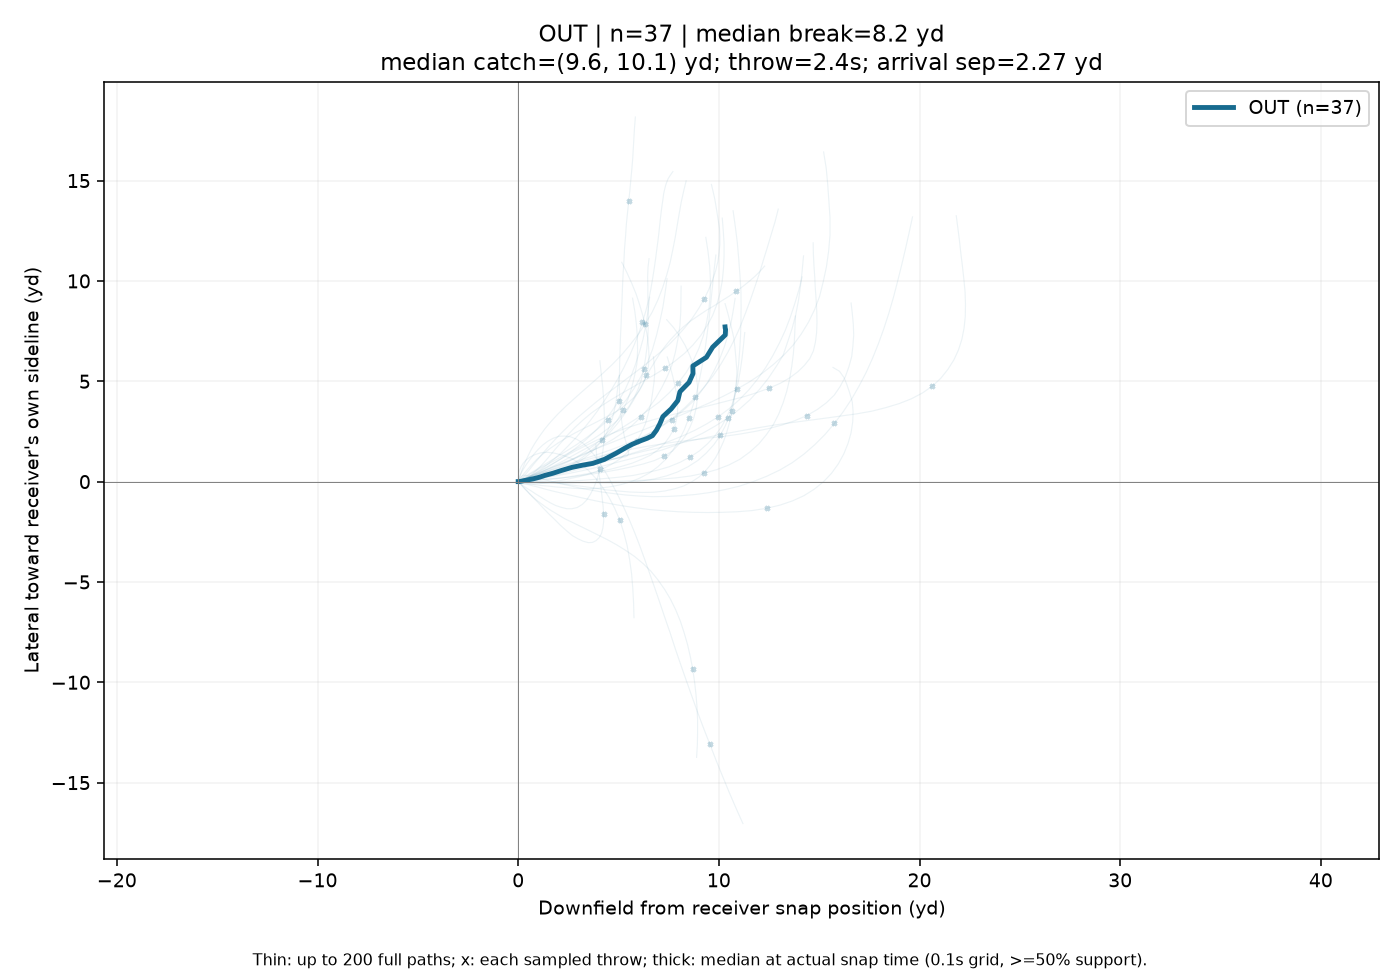 OUT | n=37 | median break=8.2 yd
median catch=(9.6, 10.1) yd; throw=2.4s; arrival sep=2.27 yd
OUT (n=37)
Lateral toward receiver's own sideline (yd)
15
10
5
0
−5
−10
−15
−20
−10
0
10
20
30
40
Downfield from receiver snap position (yd)
Thin: up to 200 full paths; x: each sampled throw; thick: median at actual snap time (0.1s grid, >=50% support).